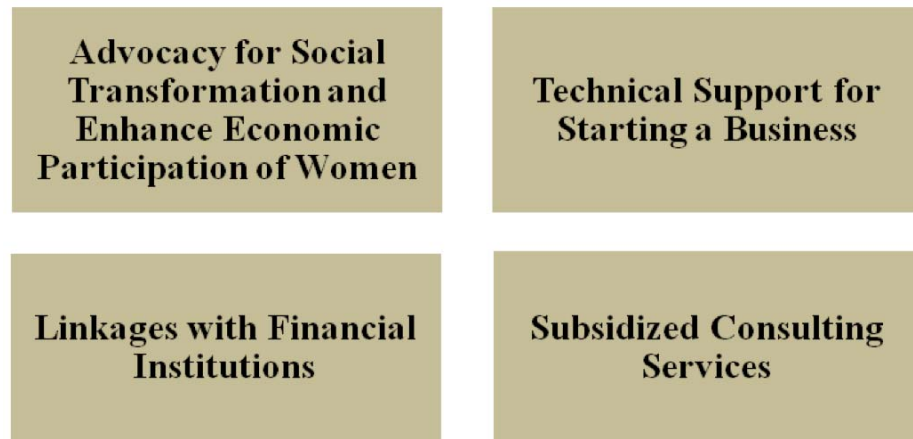 Advocacy for Social
Transformation and
Enhance Economic
Participation of Women
Technical Support for
Starting a Business
Linkages with Financial
Institutions
Subsidized Consulting
Services